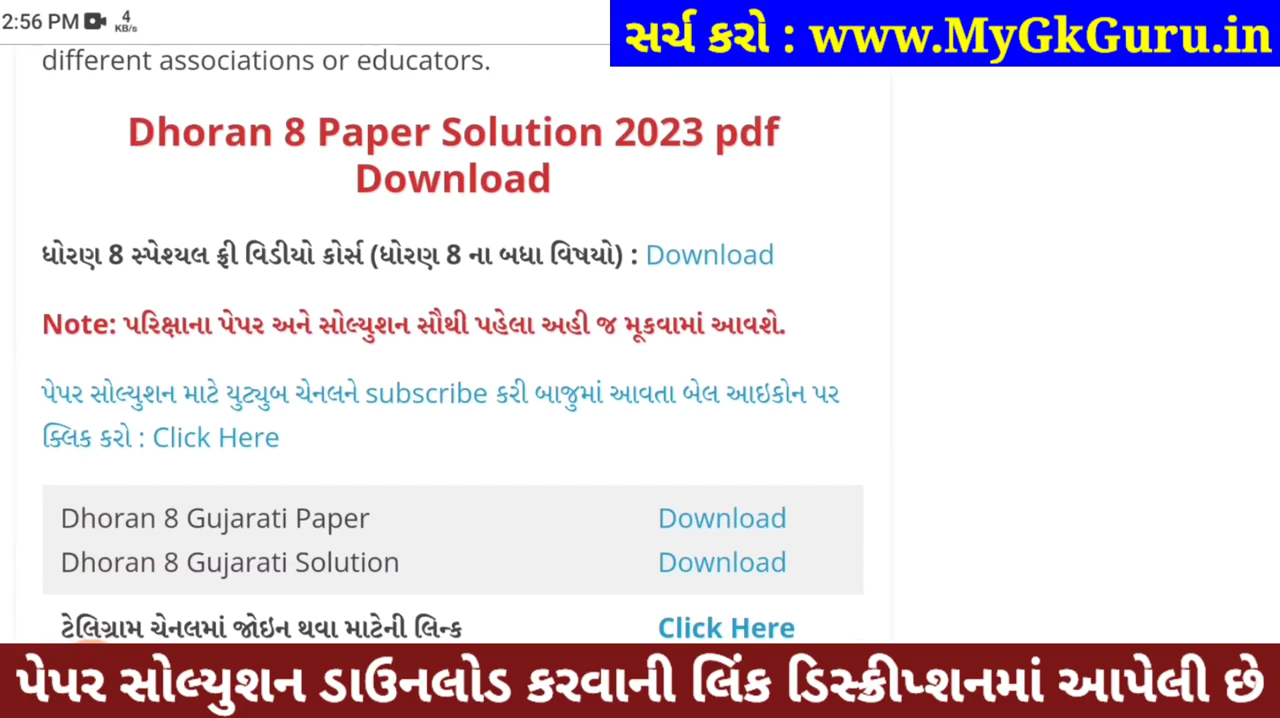 2:56 PM 4 KB/s
સર્ચ કરો : www.MyGkGuru.in
different associations or educators.
Dhoran 8 Paper Solution 2023 pdf
Download
ધોરણ 8 સ્પેશ્યલ ફ્રી વિડીયો કોર્સ (ધોરણ 8 ના બધા વિષયો) : Download
Note: પરિક્ષાના પેપર અને સોલ્યુશન સૌથી પહેલા અહી જ મૂકવામાં આવશે.
પેપર સોલ્યુશન માટે યુટ્યુબ ચેનલને subscribe કરી બાજુમાં આવતા બેલ આઇકોન પર
ક્લિક કરો : Click Here
Dhoran 8 Gujarati Paper Download
Dhoran 8 Gujarati Solution Download
ટેલિગ્રામ ચેનલમાં જોઇન થવા માટેની લિન્ક Click Here
પેપર સોલ્યુશન ડાઉનલોડ કરવાની લિંક ડિસ્ક્રીપ્શનમાં આપેલી છે